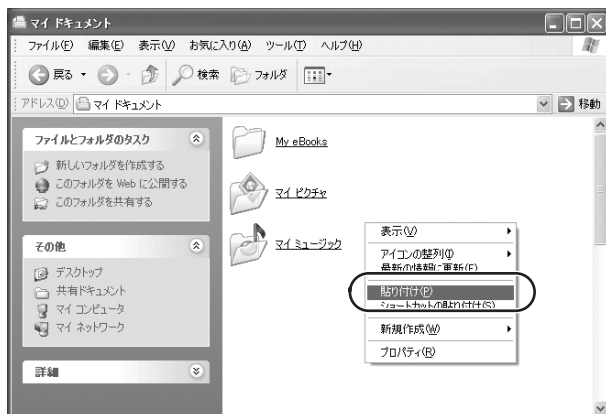 マイ ドキュメント
ファイル(F) 編集(E) 表示(V) お気に入り(A) ツール(T) ヘルプ(H)
戻る 検索 フォルダ
アドレス(D) マイ ドキュメント 移動
ファイルとフォルダのタスク
新しいフォルダを作成する
このフォルダを Web に公開する
このフォルダを共有する
その他
デスクトップ
共有ドキュメント
マイ コンピュータ
マイ ネットワーク
詳細
My eBooks
マイ ピクチャ
マイ ミュージック
表示(V)
アイコンの整列(I)
最新の情報に更新(E)
貼り付け(P)
ショートカットの貼り付け(S)
新規作成(W)
プロパティ(R)